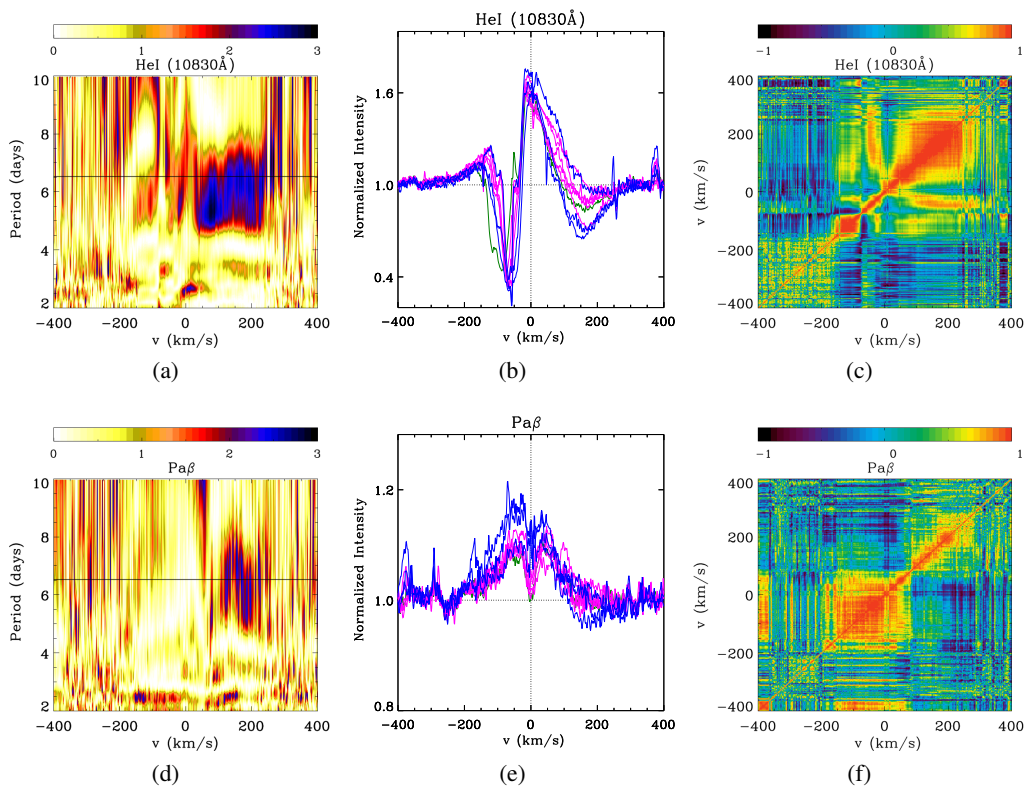 HeI (10830Å)
0 1 2 3
HeI (10830Å)
10
8
6
4
2
Period (days)
-400 -200 0 200 400
v (km/s)
(a)
1.6
1.0
0.4
Normalized Intensity
-400 -200 0 200 400
v (km/s)
(b)
-1 0 1
HeI (10830Å)
400
200
0
-200
-400
v (km/s)
-400 -200 0 200 400
v (km/s)
(c)
0 1 2 3
Paβ
10
8
6
4
2
Period (days)
-400 -200 0 200 400
v (km/s)
(d)
Paβ
1.2
1.0
0.8
Normalized Intensity
-400 -200 0 200 400
v (km/s)
(e)
-1 0 1
Paβ
400
200
0
-200
-400
v (km/s)
-400 -200 0 200 400
v (km/s)
(f)